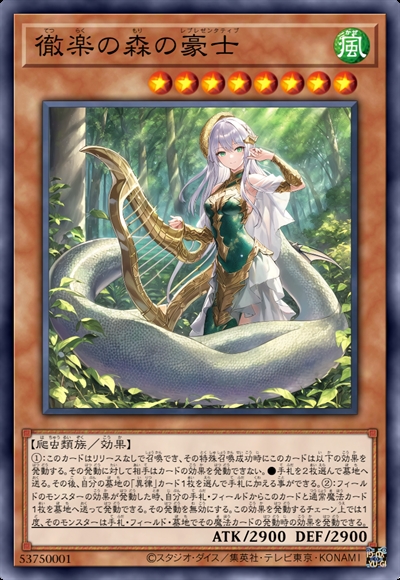 徹楽の森の豪士
てつ らく もり レプレゼンタティブ
風
かぜ
【爬虫類族／効果】
①:このカードはリリースなしで召喚でき、その特殊召喚成功時にこのカードは以下の効果を
発動する。その発動に対して相手はカードの効果を発動できない。●手札を2枚選んで墓地へ
送る。その後、自分の墓地の「異律」カード1枚を選んで手札に加える事ができる。②:フィール
ドのモンスターの効果が発動した時、自分の手札・フィールドからこのカードと通常魔法カード
1枚を墓地へ送って発動できる。その発動を無効にする。この効果を発動するチェーン上では1
度、そのモンスターは手札・フィールド・墓地でその魔法カードの発動時の効果を適用できる。
ATK/2900 DEF/2900
53750001
©スタジオ・ダイス／集英社・テレビ東京・KONAMI